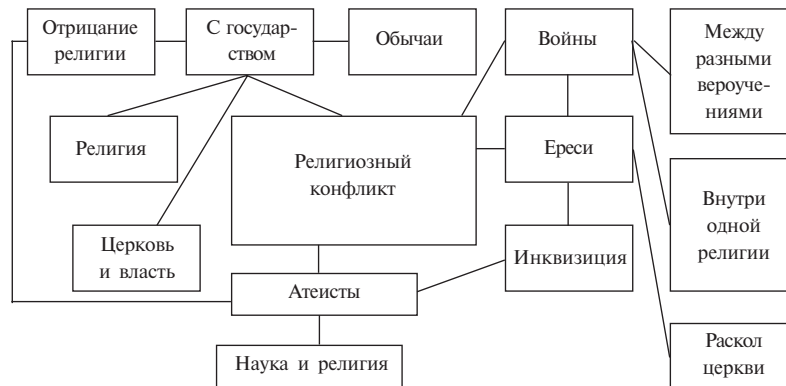 Отрицание
религии
С государ-
ством
Обычаи
Войны
Между
разными
вероуче-
ниями
Религия
Религиозный
конфликт
Ереси
Внутри
одной
религии
Церковь
и власть
Инквизиция
Атеисты
Наука и религия
Раскол
церкви